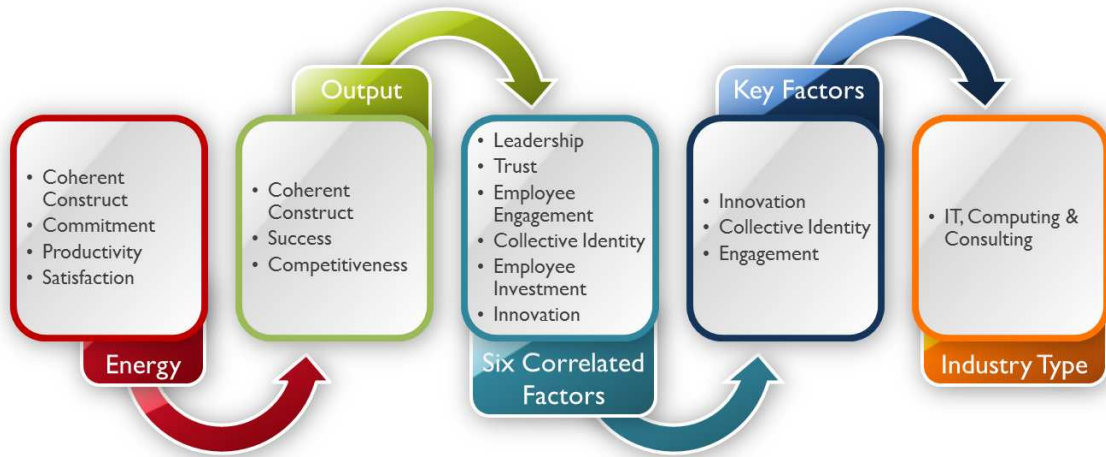 Energy
• Coherent
Construct
• Commitment
• Productivity
• Satisfaction
Output
• Coherent
Construct
• Success
• Competitiveness
• Leadership
• Trust
• Employee
Engagement
• Collective Identity
• Employee
Investment
• Innovation
Six Correlated
Factors
Key Factors
• Innovation
• Collective Identity
• Engagement
• IT, Computing &
Consulting
Industry Type